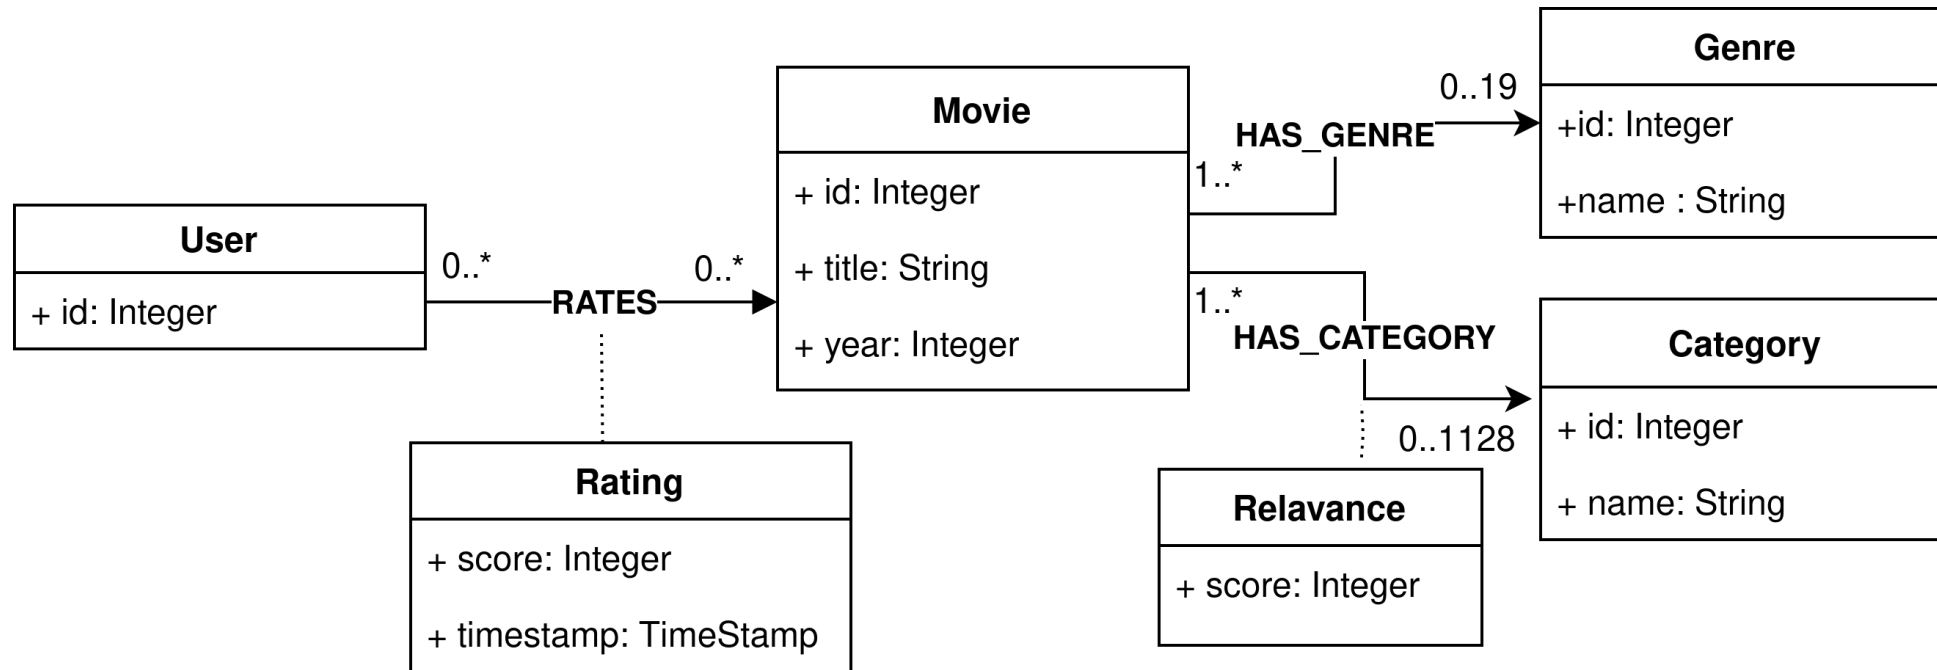 User
+ id: Integer
0..*
RATES
0..*
Rating
+ score: Integer
+ timestamp: TimeStamp
Movie
+ id: Integer
+ title: String
+ year: Integer
1..*
HAS_GENRE
0..19
Genre
+id: Integer
+name : String
1..*
HAS_CATEGORY
0..1128
Relavance
+ score: Integer
Category
+ id: Integer
+ name: String